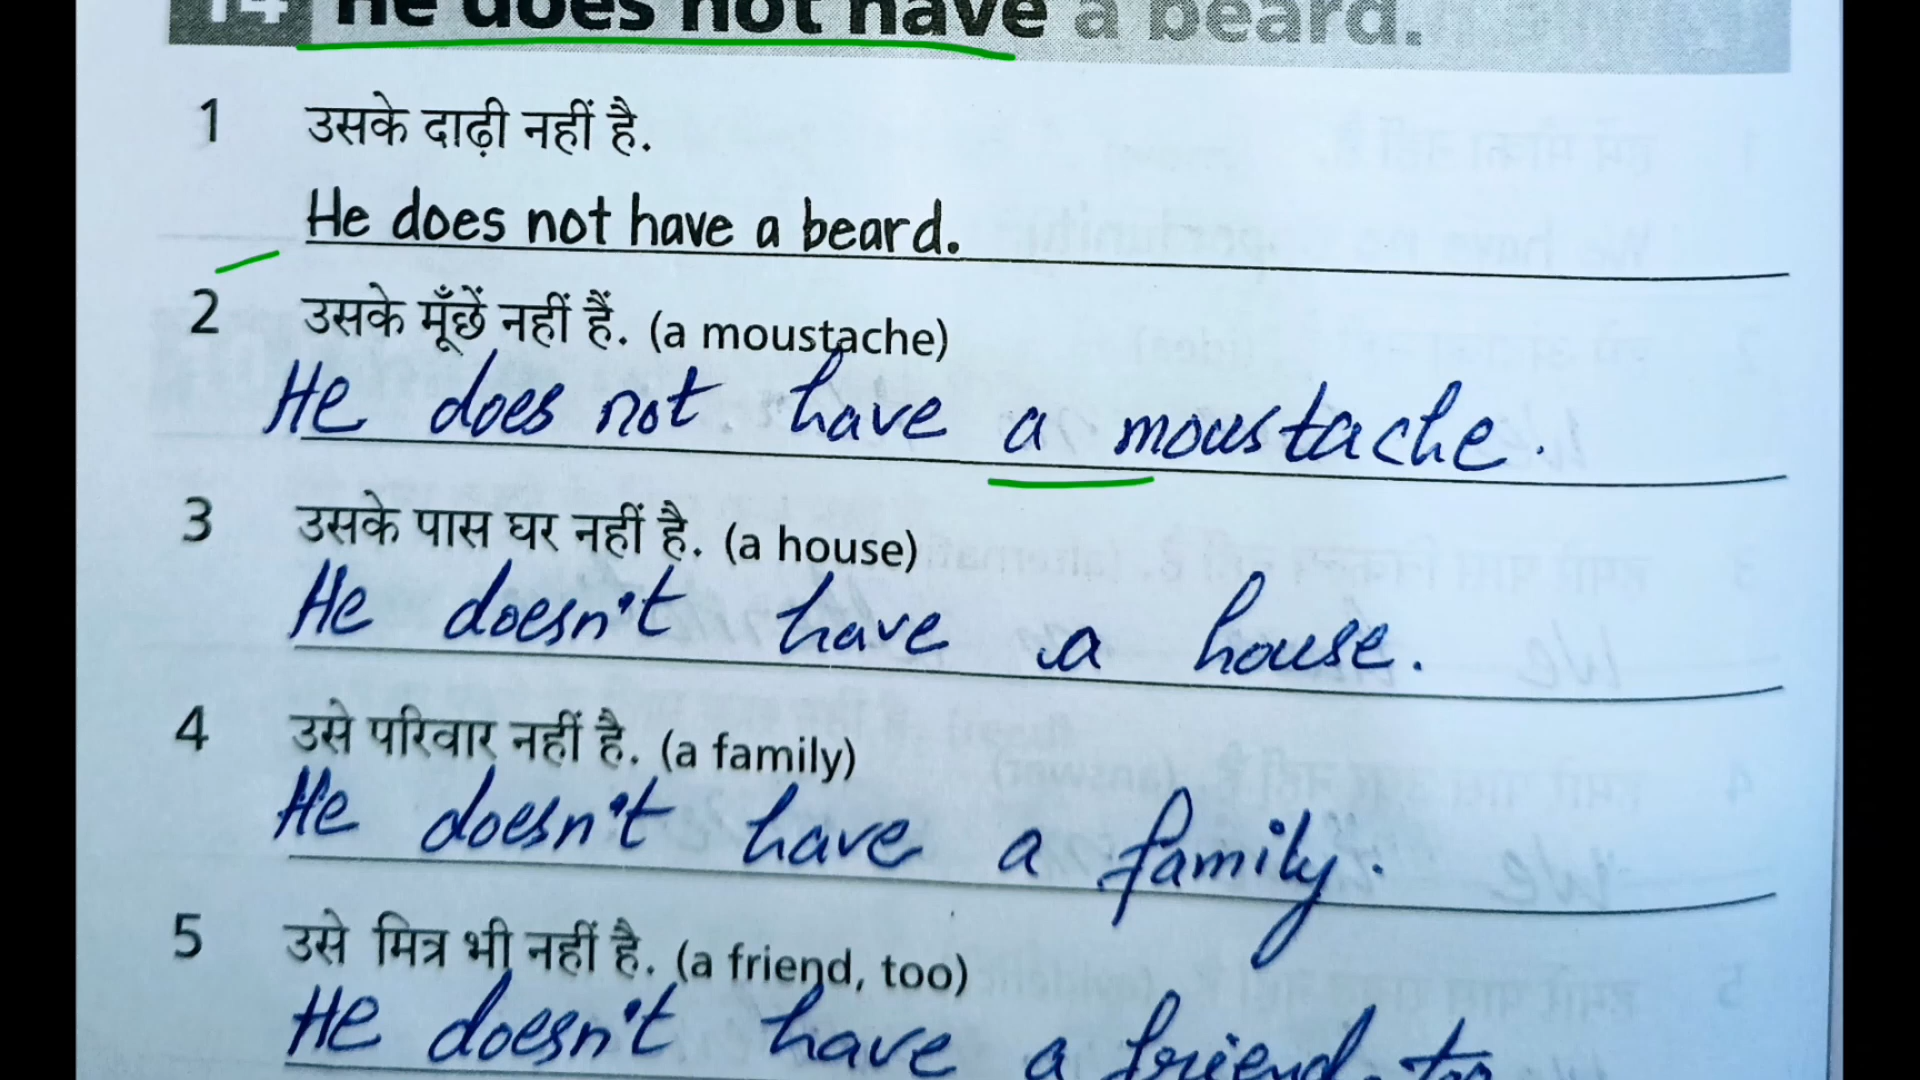 14 He does not have a beard.
1 उसके दाढ़ी नहीं है.
He does not have a beard.
2 उसके मूँछें नहीं हैं. (a moustache)
He does not have a moustache.
3 उसके पास घर नहीं है. (a house)
He doesn't have a house.
4 उसे परिवार नहीं है. (a family)
He doesn't have a family.
5 उसे मित्र भी नहीं है. (a friend, too)
He doesn't have a friend